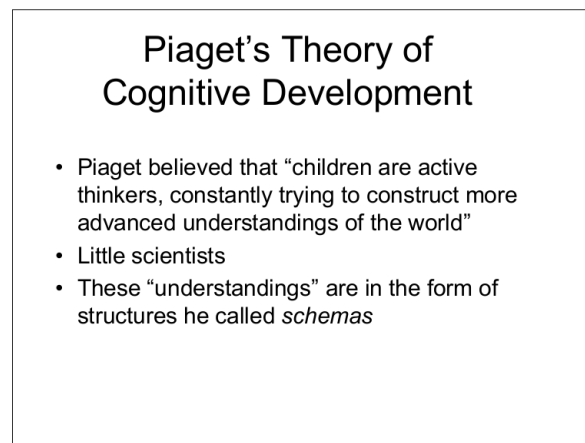 Piaget’s Theory of
Cognitive Development
• Piaget believed that “children are active
thinkers, constantly trying to construct more
advanced understandings of the world”
• Little scientists
• These “understandings” are in the form of
structures he called schemas